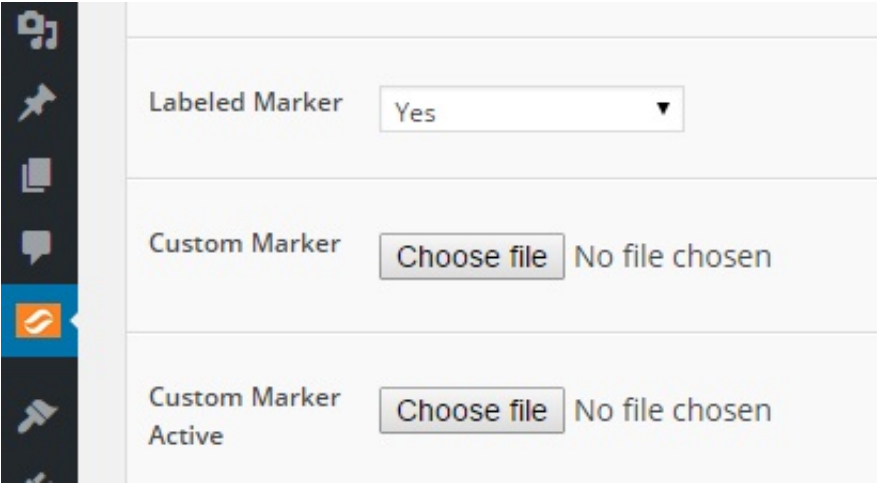 Labeled Marker Yes
Custom Marker Choose file No file chosen
Custom Marker Choose file No file chosen
Active